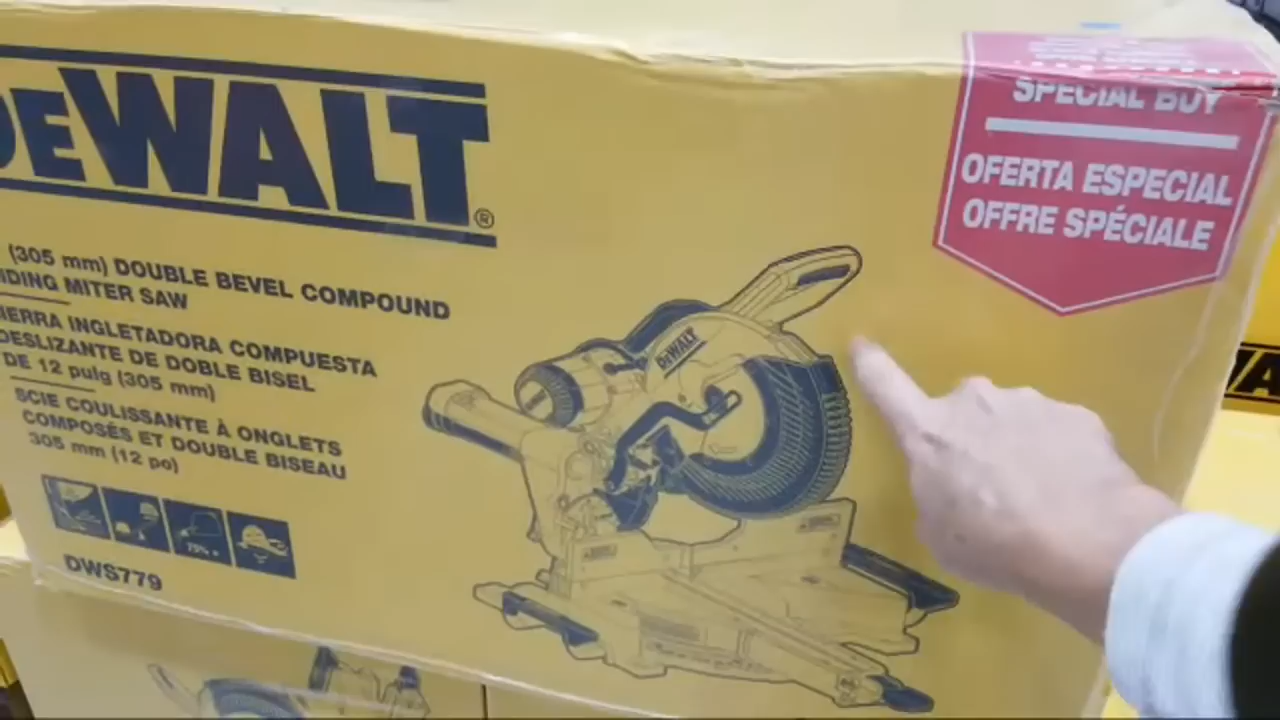 DEWALT®
(305 mm) DOUBLE BEVEL COMPOUND
MITER SAW
INGLETADORA COMPUESTA
DESLIZANTE DE DOBLE BISEL
DE 12 pulg (305 mm)
SCIE COULISSANTE À ONGLETS
COMPOSÉS ET DOUBLE BISEAU
305 mm (12 po)
75% +
DWS779
DEWALT
SPECIAL BUY
OFERTA ESPECIAL
OFFRE SPÉCIALE